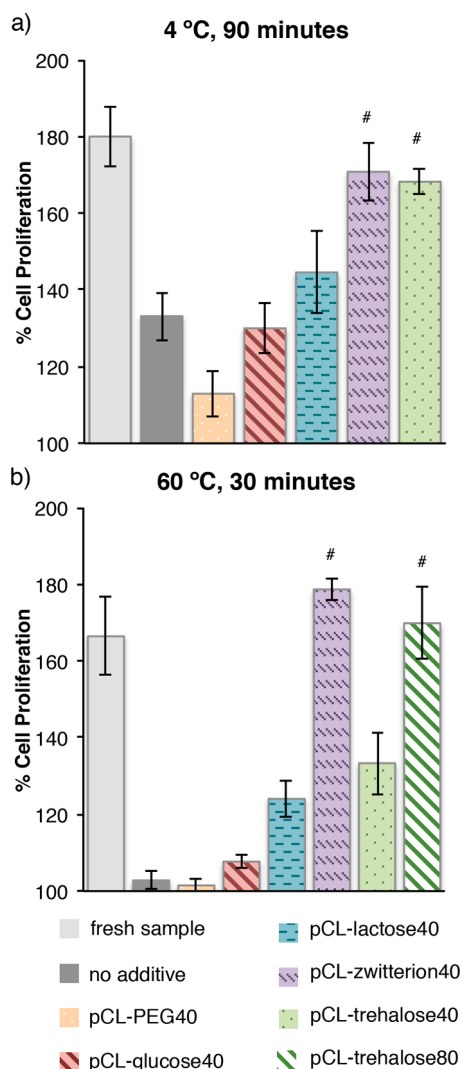 a)
4 °C, 90 minutes
% Cell Proliferation
200
180
160
140
120
100
#
#
b)
60 °C, 30 minutes
% Cell Proliferation
200
180
160
140
120
100
#
#
fresh sample
no additive
pCL-PEG40
pCL-glucose40
pCL-lactose40
pCL-zwitterion40
pCL-trehalose40
pCL-trehalose80